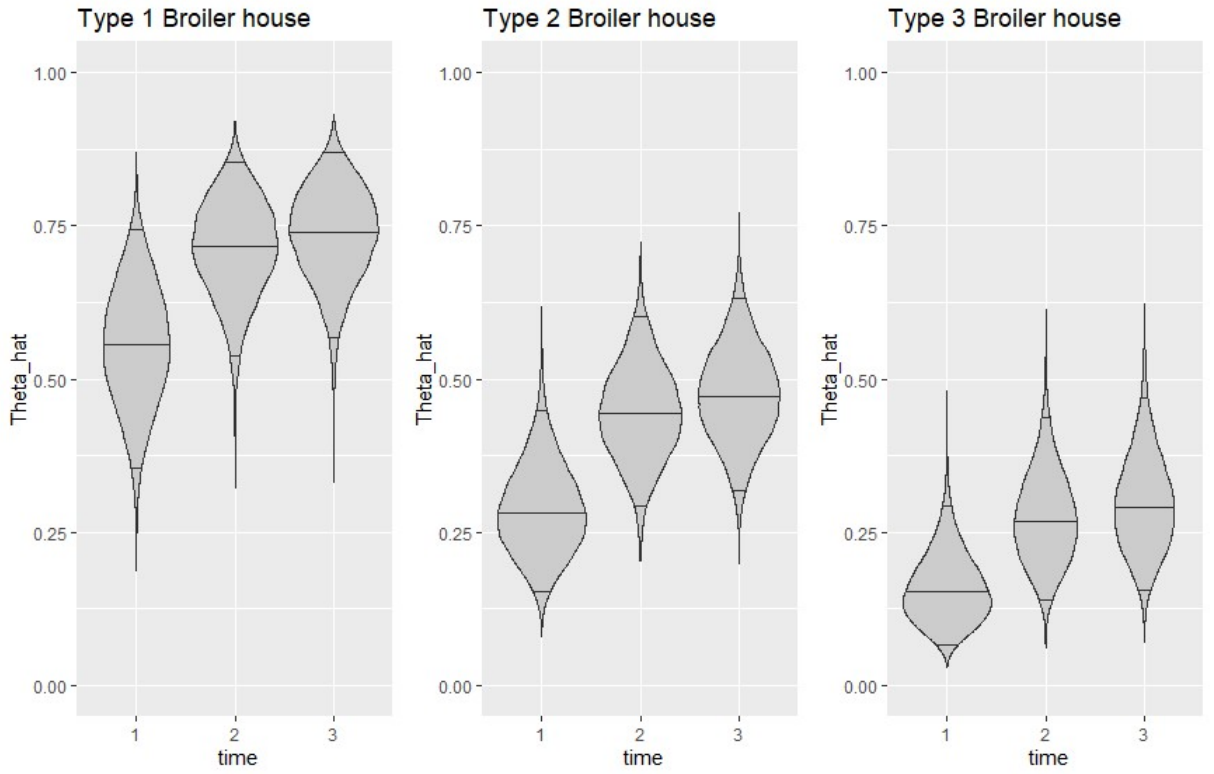 Type 1 Broiler house
1.00
0.75
0.50
0.25
0.00
Theta_hat
1 2 3
time
Type 2 Broiler house
1.00
0.75
0.50
0.25
0.00
Theta_hat
1 2 3
time
Type 3 Broiler house
1.00
0.75
0.50
0.25
0.00
Theta_hat
1 2 3
time